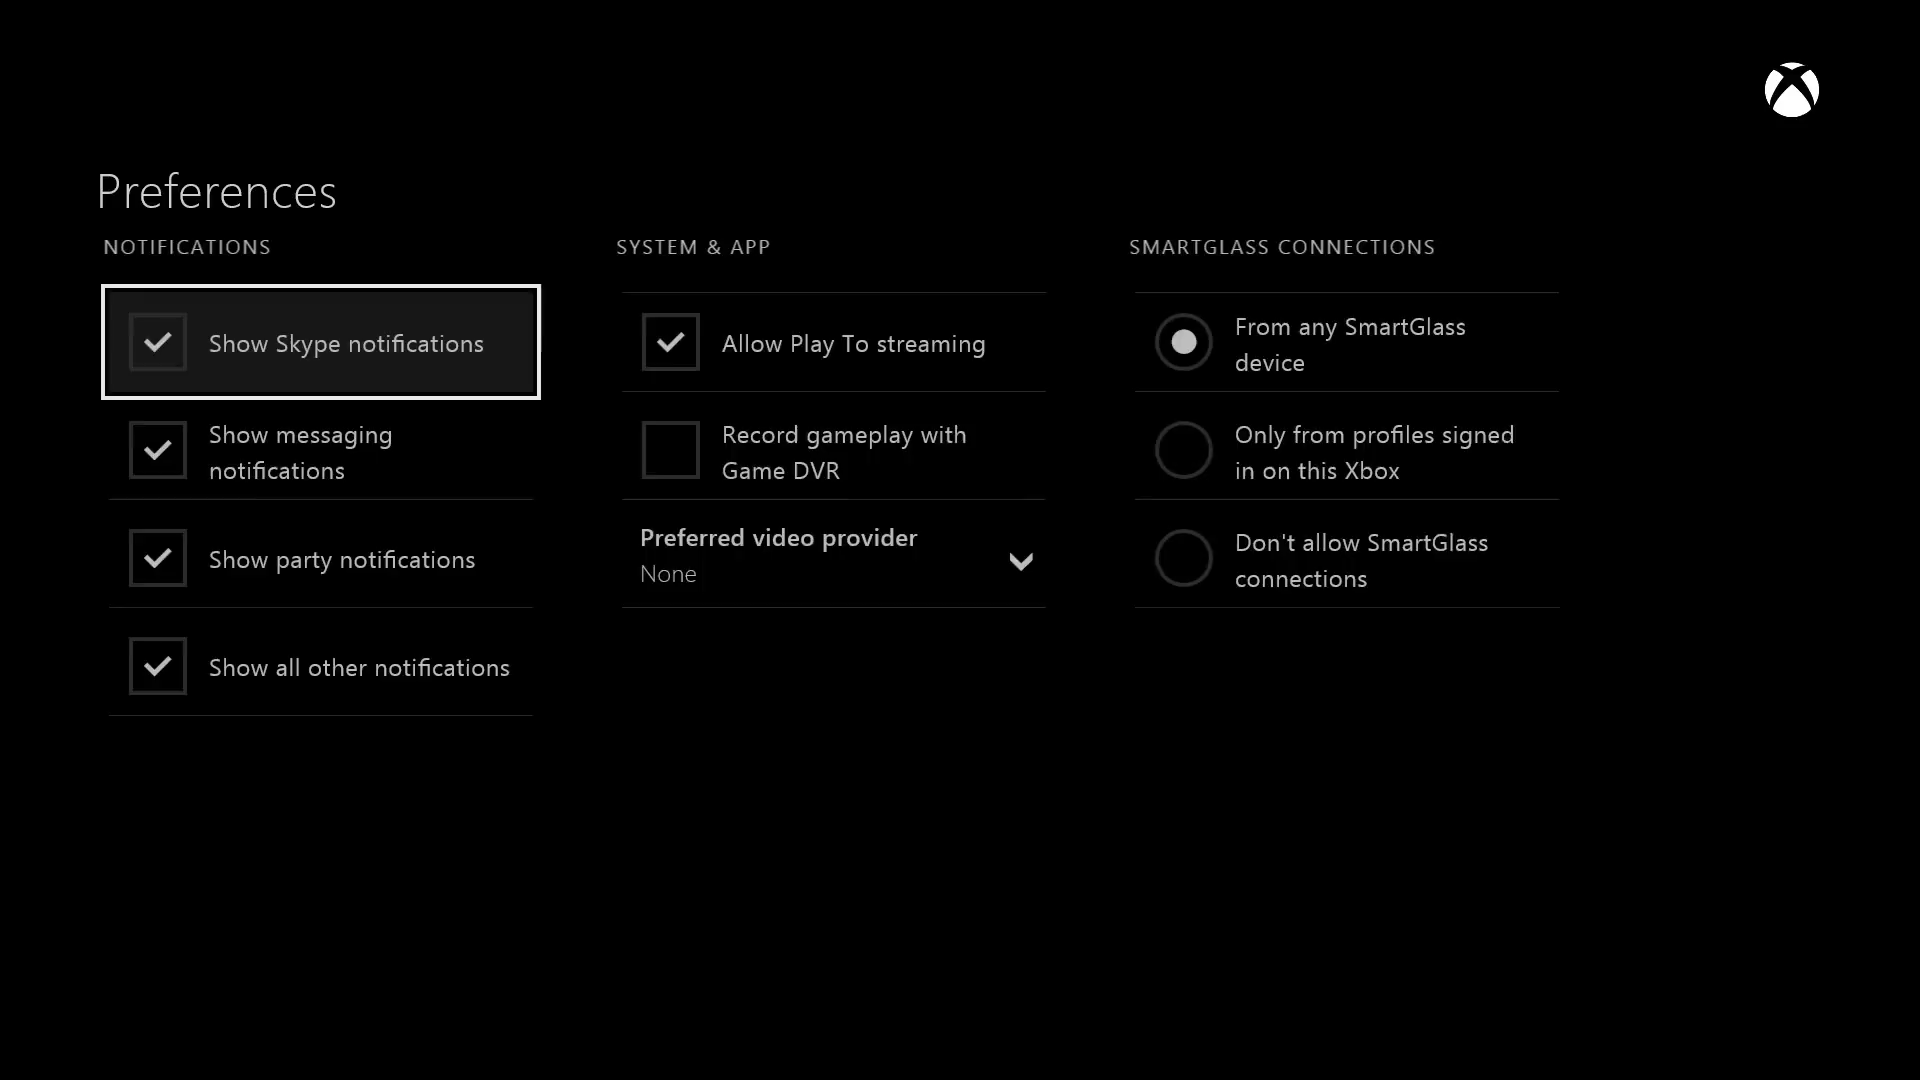 Preferences
NOTIFICATIONS
Show Skype notifications
Show messaging
notifications
Show party notifications
Show all other notifications
SYSTEM & APP
Allow Play To streaming
Record gameplay with
Game DVR
Preferred video provider
None
SMARTGLASS CONNECTIONS
From any SmartGlass
device
Only from profiles signed
in on this Xbox
Don't allow SmartGlass
connections